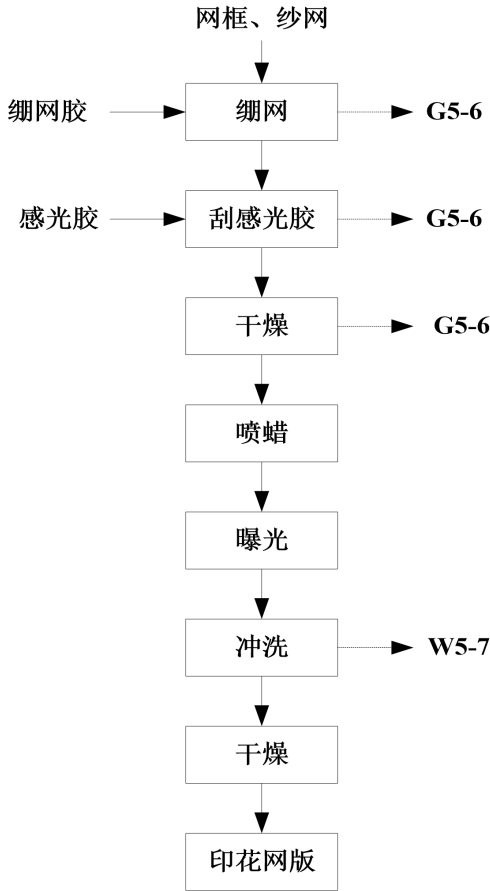 网框、纱网
绷网胶
绷网
G5-6
感光胶
刮感光胶
G5-6
干燥
G5-6
喷蜡
曝光
冲洗
W5-7
干燥
印花网版